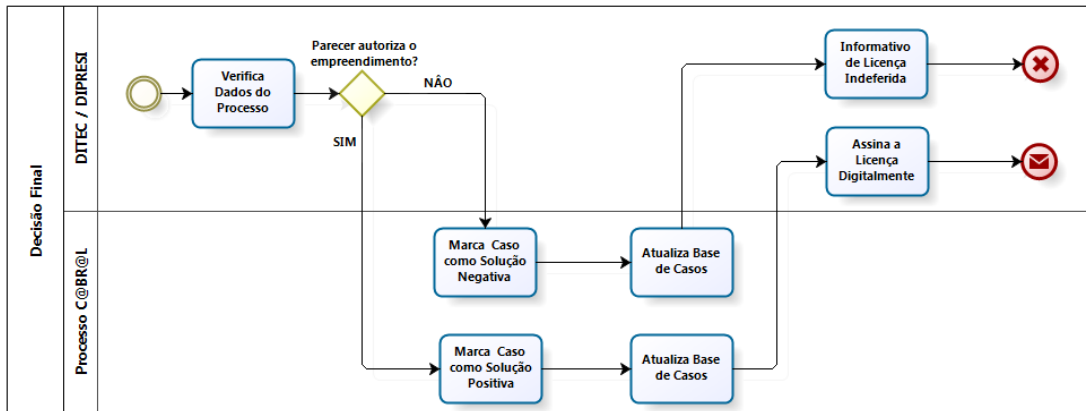 Decisão Final
DITEC / DIPRESI
Parecer autoriza o
empreendimento?
Verifica
Dados do
Processo
NÂO
SIM
Informativo
de Licença
Indeferida
Assina a
Licença
Digitalmente
Processo C@BR@L
Marca Caso
como Solução
Negativa
Atualiza Base
de Casos
Marca Caso
como Solução
Positiva
Atualiza Base
de Casos